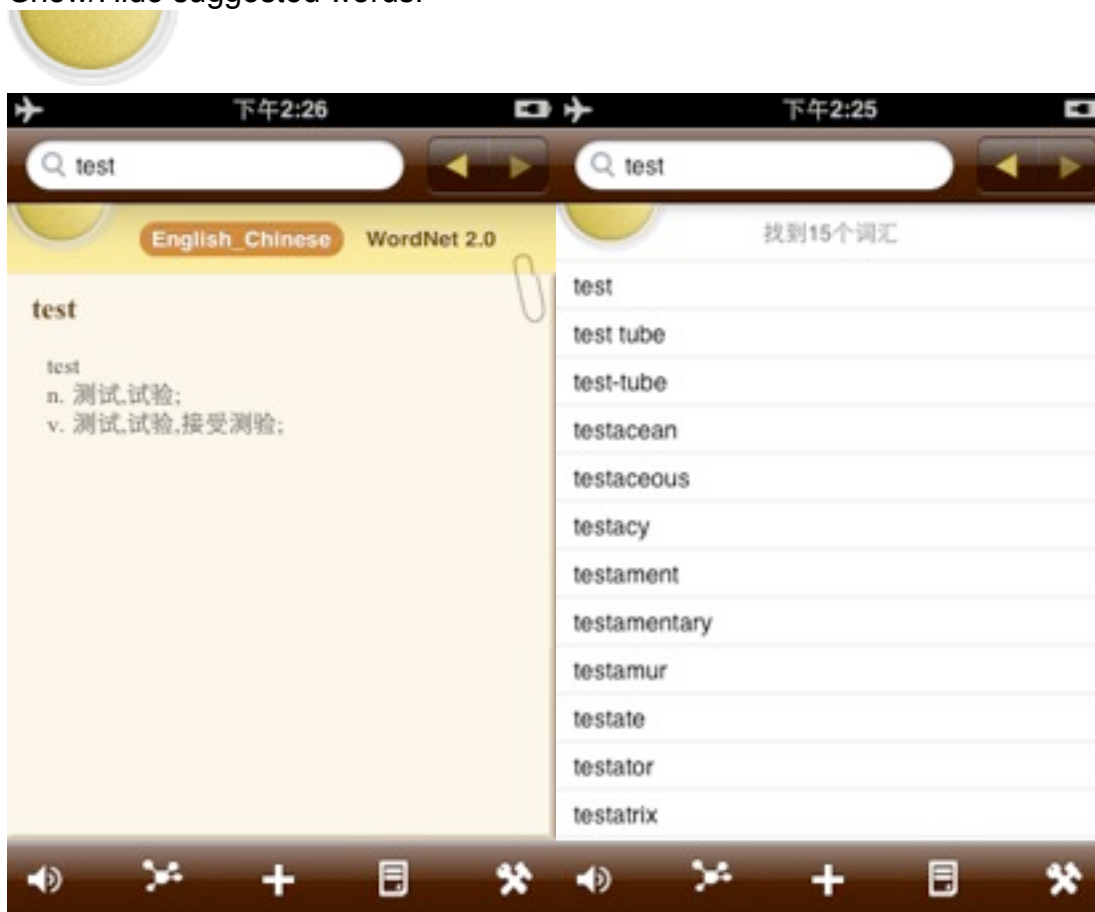 Show/Hide suggested words.
下午2:26
test
English_Chinese WordNet 2.0
test
test
n. 测试,试验;
v. 测试,试验,接受测验;
下午2:25
test
找到15个词汇
test
test tube
test-tube
testacean
testaceous
testacy
testament
testamentary
testamur
testate
testator
testatrix